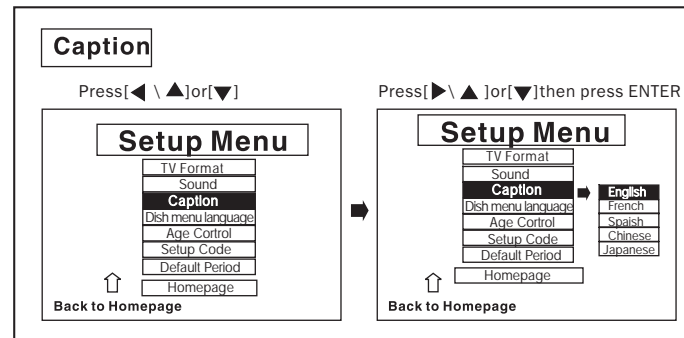 Caption
Press[◀ \ ▲]or[▼]
Setup Menu
TV Format
Sound
Caption
Dish menu language
Age Cortrol
Setup Code
Default Period
Homepage
Back to Homepage
Press[▶\ ▲ ]or[▼]then press ENTER
Setup Menu
TV Format
Sound
Caption
Dish menu language
Age Cortrol
Setup Code
Default Period
Homepage
Back to Homepage
English
French
Spaish
Chinese
Japanese